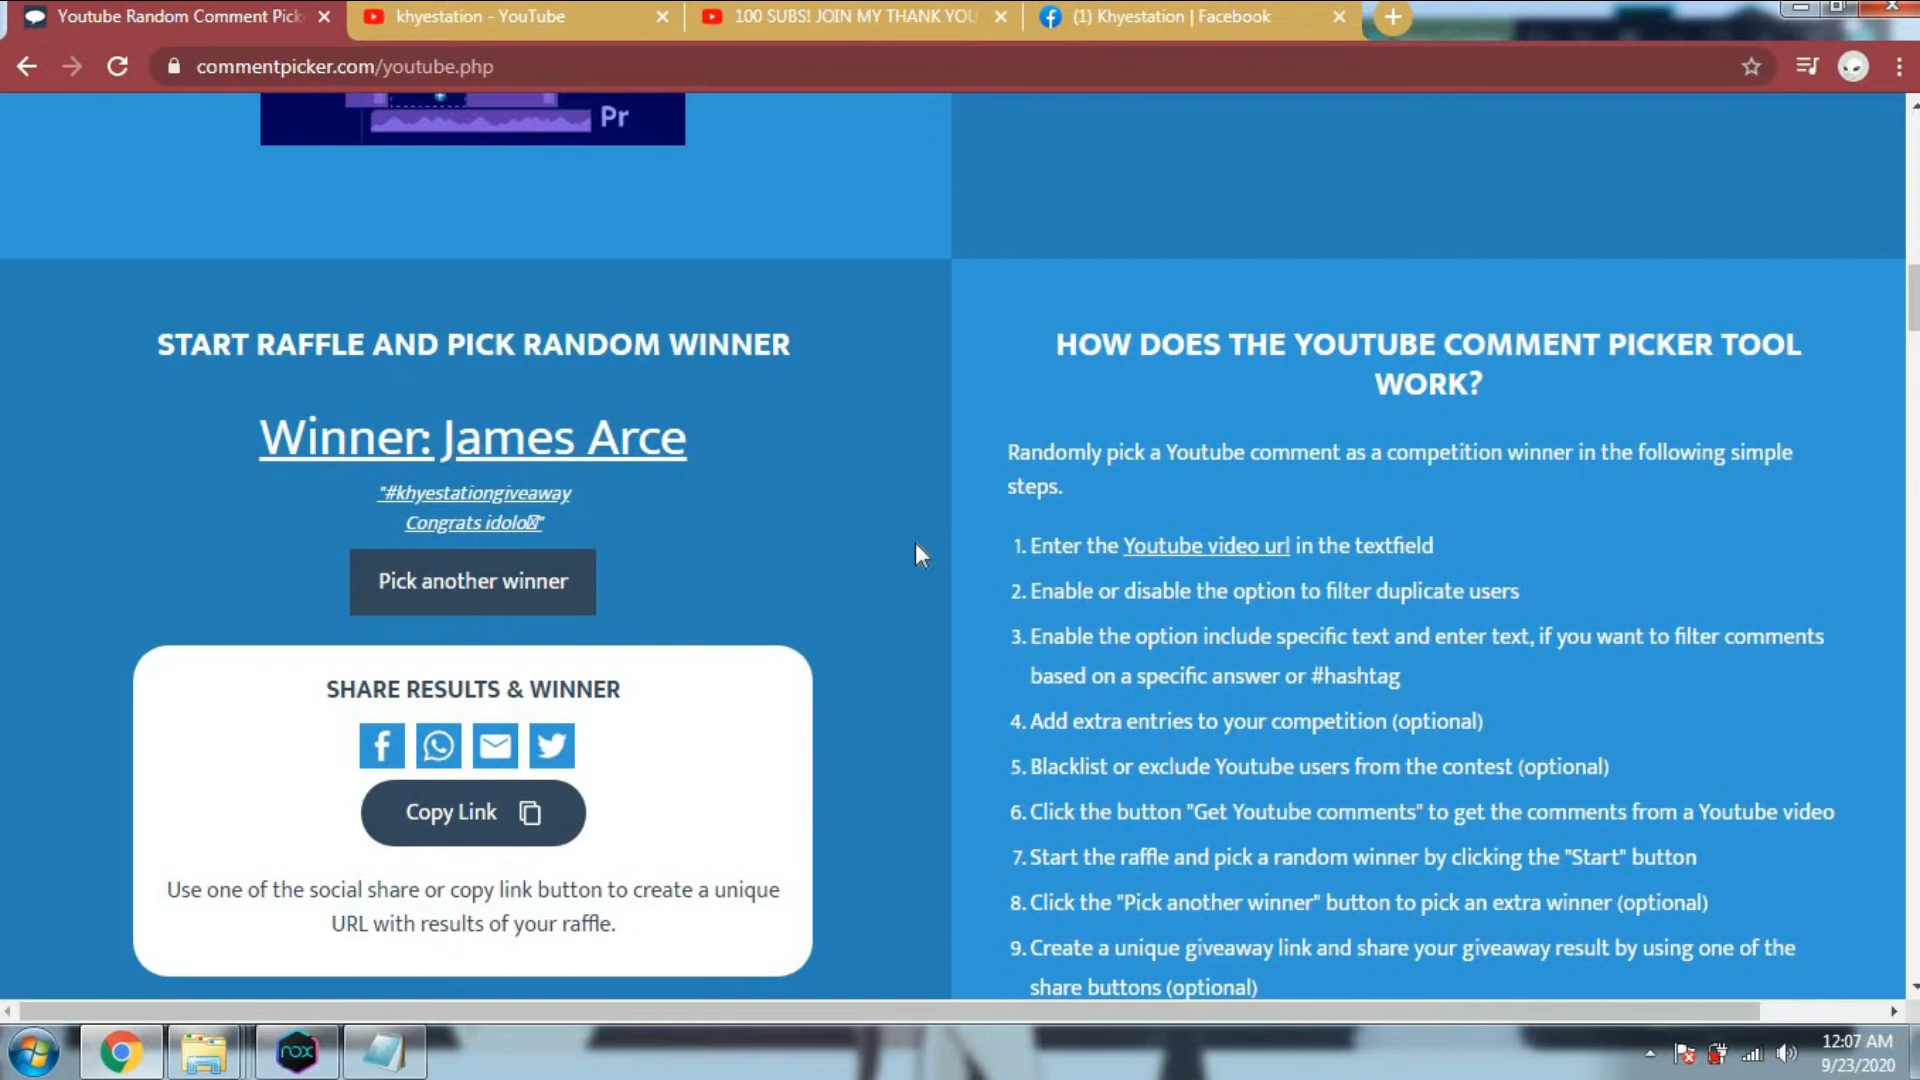 Youtube Random Comment Pick
khyestation - YouTube
100 SUBS! JOIN MY THANK YOU
(1) Khyestation | Facebook
commentpicker.com/youtube.php
Pr
START RAFFLE AND PICK RANDOM WINNER
Winner: James Arce
"#khyestationgiveaway
Congrats idolo"
Pick another winner
SHARE RESULTS & WINNER
Copy Link
Use one of the social share or copy link button to create a unique
URL with results of your raffle.
HOW DOES THE YOUTUBE COMMENT PICKER TOOL
WORK?
Randomly pick a Youtube comment as a competition winner in the following simple
steps.
1. Enter the Youtube video url in the textfield
2. Enable or disable the option to filter duplicate users
3. Enable the option include specific text and enter text, if you want to filter comments
based on a specific answer or #hashtag
4. Add extra entries to your competition (optional)
5. Blacklist or exclude Youtube users from the contest (optional)
6. Click the button "Get Youtube comments" to get the comments from a Youtube video
7. Start the raffle and pick a random winner by clicking the "Start" button
8. Click the "Pick another winner" button to pick an extra winner (optional)
9. Create a unique giveaway link and share your giveaway result by using one of the
share buttons (optional)
nox
12:07 AM
9/23/2020